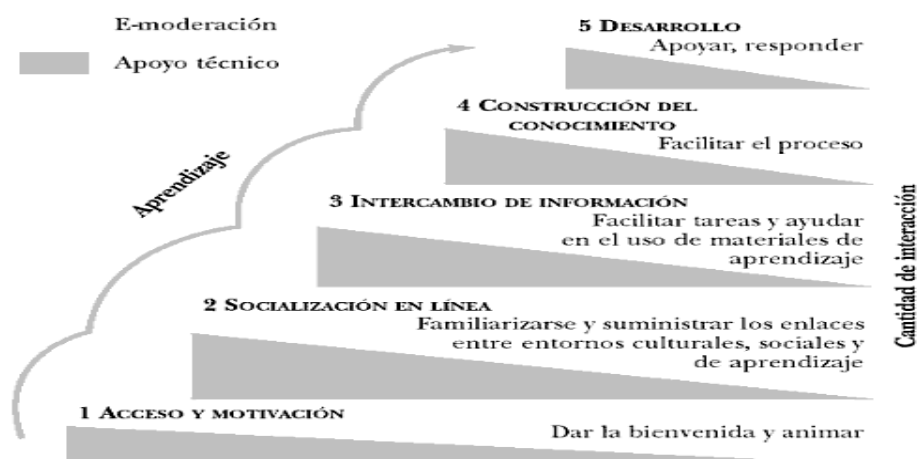 E-moderación
Apoyo técnico
Aprendizaje
5 Desarrollo
Apoyar, responder
4 Construcción del
conocimiento
Facilitar el proceso
3 Intercambio de información
Facilitar tareas y ayudar
en el uso de materiales de
aprendizaje
2 Socialización en línea
Familiarizarse y suministrar los enlaces
entre entornos culturales, sociales y
de aprendizaje
1 Acceso y motivación
Dar la bienvenida y animar
Cantidad de interacción